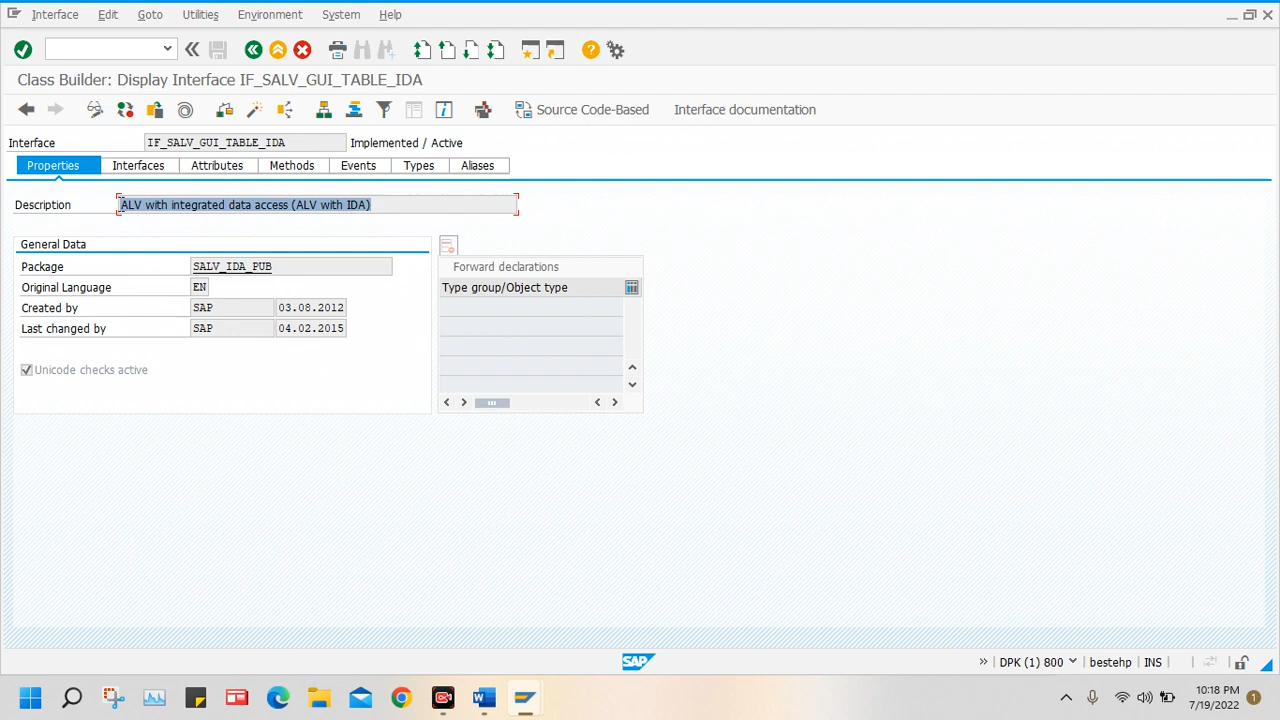 Interface Edit Goto Utilities Environment System Help
Class Builder: Display Interface IF_SALV_GUI_TABLE_IDA
Source Code-Based Interface documentation
Interface IF_SALV_GUI_TABLE_IDA Implemented / Active
Properties Interfaces Attributes Methods Events Types Aliases
Description ALV with integrated data access (ALV with IDA)
General Data
Package SALV_IDA_PUB
Original Language EN
Created by SAP 03.08.2012
Last changed by SAP 04.02.2015
Unicode checks active
Forward declarations
Type group/Object type
SAP
DPK (1) 800 bestehp INS
10:18 PM
7/19/2022
1